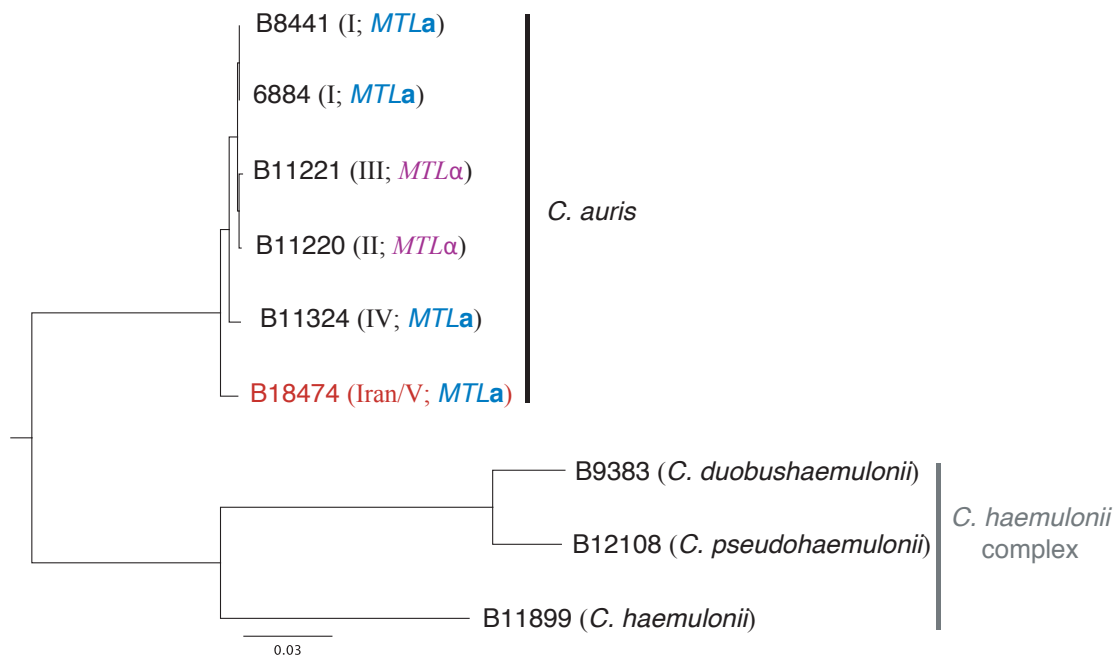 B8441 (I; MTLa)
6884 (I; MTLa)
B11221 (III; MTLα)
C. auris
B11220 (II; MTLα)
B11324 (IV; MTLa)
B18474 (Iran/V; MTLa)
B9383 (C. duobushaemulonii)
C. haemulonii
complex
B12108 (C. pseudohaemulonii)
B11899 (C. haemulonii)
0.03